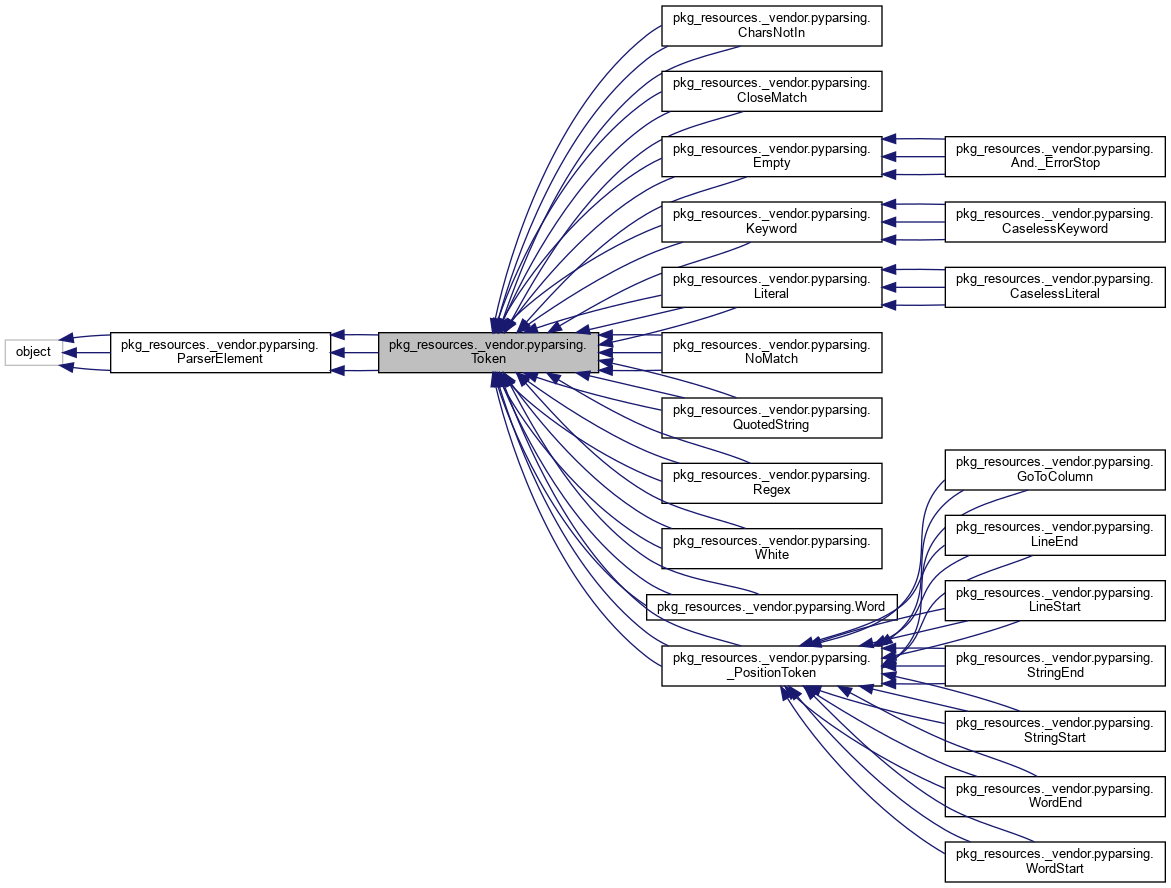 object
pkg_resources._vendor.pyparsing.
ParserElement
pkg_resources._vendor.pyparsing.
Token
pkg_resources._vendor.pyparsing.
CharsNotIn
pkg_resources._vendor.pyparsing.
CloseMatch
pkg_resources._vendor.pyparsing.
Empty
pkg_resources._vendor.pyparsing.
Keyword
pkg_resources._vendor.pyparsing.
Literal
pkg_resources._vendor.pyparsing.
NoMatch
pkg_resources._vendor.pyparsing.
QuotedString
pkg_resources._vendor.pyparsing.
Regex
pkg_resources._vendor.pyparsing.
White
pkg_resources._vendor.pyparsing.Word
pkg_resources._vendor.pyparsing.
_PositionToken
pkg_resources._vendor.pyparsing.
And._ErrorStop
pkg_resources._vendor.pyparsing.
CaselessKeyword
pkg_resources._vendor.pyparsing.
CaselessLiteral
pkg_resources._vendor.pyparsing.
GoToColumn
pkg_resources._vendor.pyparsing.
LineEnd
pkg_resources._vendor.pyparsing.
LineStart
pkg_resources._vendor.pyparsing.
StringEnd
pkg_resources._vendor.pyparsing.
StringStart
pkg_resources._vendor.pyparsing.
WordEnd
pkg_resources._vendor.pyparsing.
WordStart